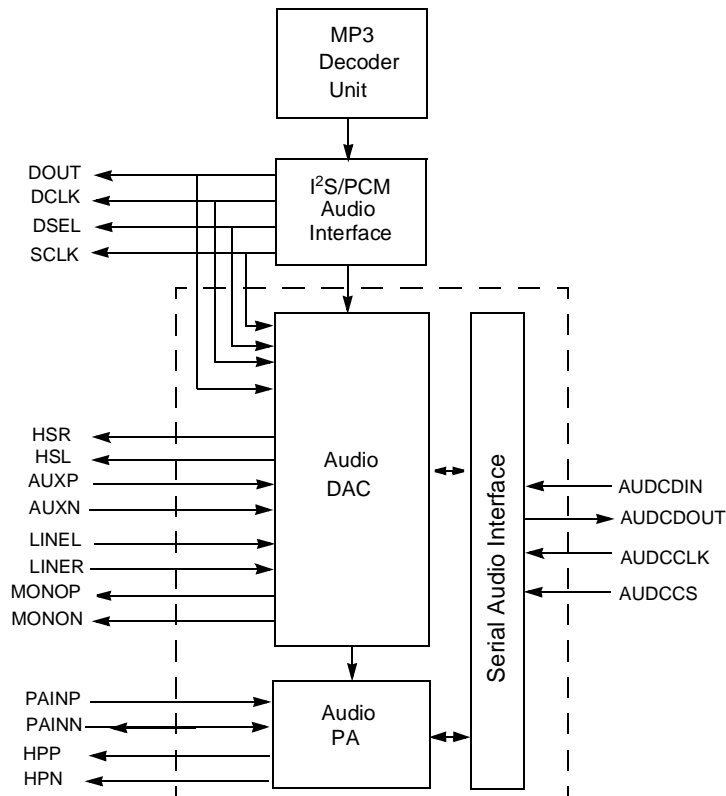 MP3
Decoder
Unit
I²S/PCM
Audio
Interface
DOUT
DCLK
DSEL
SCLK
Audio
DAC
Serial Audio Interface
HSR
HSL
AUXP
AUXN
LINEL
LINER
MONOP
MONON
AUDCDIN
AUDCDOUT
AUDCCLK
AUDCCS
PAINP
PAINN
HPP
HPN
Audio
PA